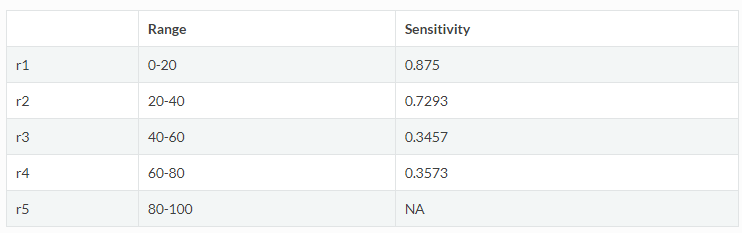 Range Sensitivity
r1 0-20 0.875
r2 20-40 0.7293
r3 40-60 0.3457
r4 60-80 0.3573
r5 80-100 NA